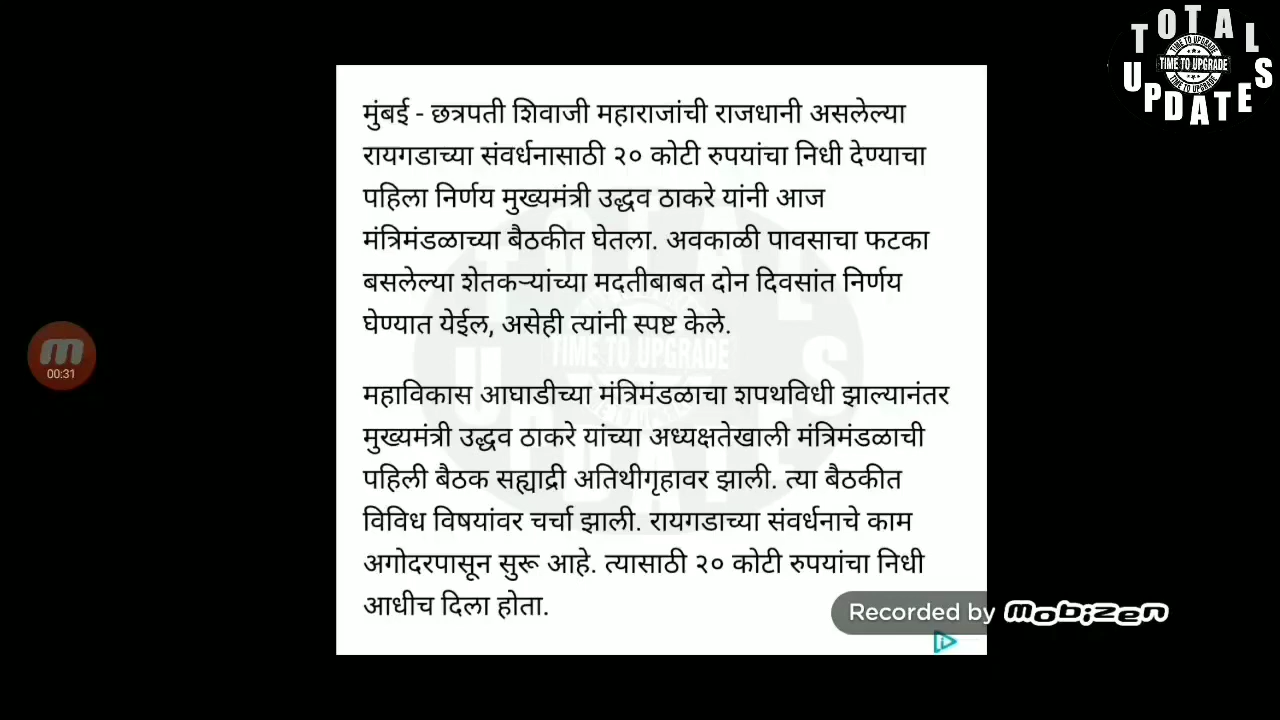 TOTAL
TIME TO UPGRADE
UPDATES
मुंबई - छत्रपती शिवाजी महाराजांची राजधानी असलेल्या
रायगडाच्या संवर्धनासाठी २० कोटी रुपयांचा निधी देण्याचा
पहिला निर्णय मुख्यमंत्री उद्धव ठाकरे यांनी आज
मंत्रिमंडळाच्या बैठकीत घेतला. अवकाळी पावसाचा फटका
बसलेल्या शेतकऱ्यांच्या मदतीबाबत दोन दिवसांत निर्णय
घेण्यात येईल, असेही त्यांनी स्पष्ट केले.
00:31
महाविकास आघाडीच्या मंत्रिमंडळाचा शपथविधी झाल्यानंतर
मुख्यमंत्री उद्धव ठाकरे यांच्या अध्यक्षतेखाली मंत्रिमंडळाची
पहिली बैठक सह्याद्री अतिथीगृहावर झाली. त्या बैठकीत
विविध विषयांवर चर्चा झाली. रायगडाच्या संवर्धनाचे काम
अगोदरपासून सुरू आहे. त्यासाठी २० कोटी रुपयांचा निधी
आधीच दिला होता.
Recorded by mobizen